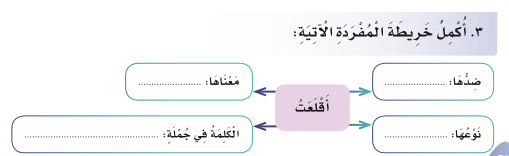 ٣. أُكْمِلُ خَرِيطَةَ الْمُفْرَدَةِ الْآتِيَةِ:
ضِدُّهَا: ......................
مَعْنَاهَا: ......................
أَقْلَعَتْ
نَوْعُهَا: ......................
الْكَلِمَةُ فِي جُمْلَةٍ: ................................................